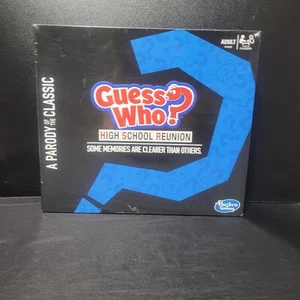 A PARODY OF THE CLASSIC
ADULT
Guess
Who?
HIGH SCHOOL REUNION
SOME MEMORIES ARE CLEARER THAN OTHERS.
Hasbro
Gaming